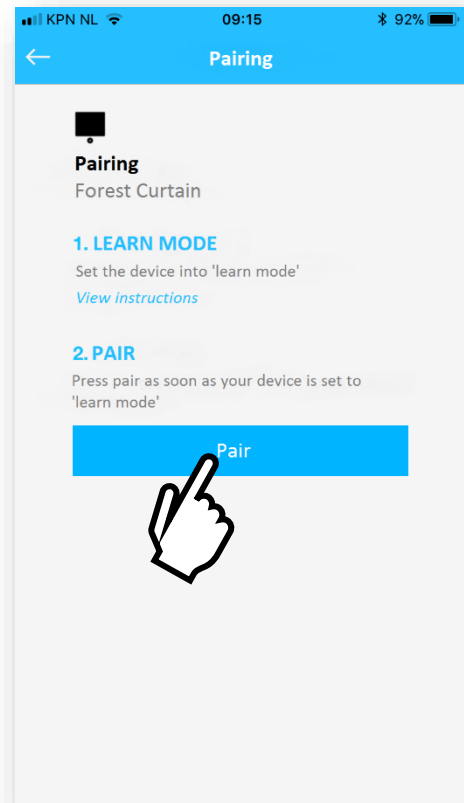 KPN NL 09:15 92%
Pairing
Pairing
Forest Curtain
1. LEARN MODE
Set the device into 'learn mode'
View instructions
2. PAIR
Press pair as soon as your device is set to
'learn mode'
Pair